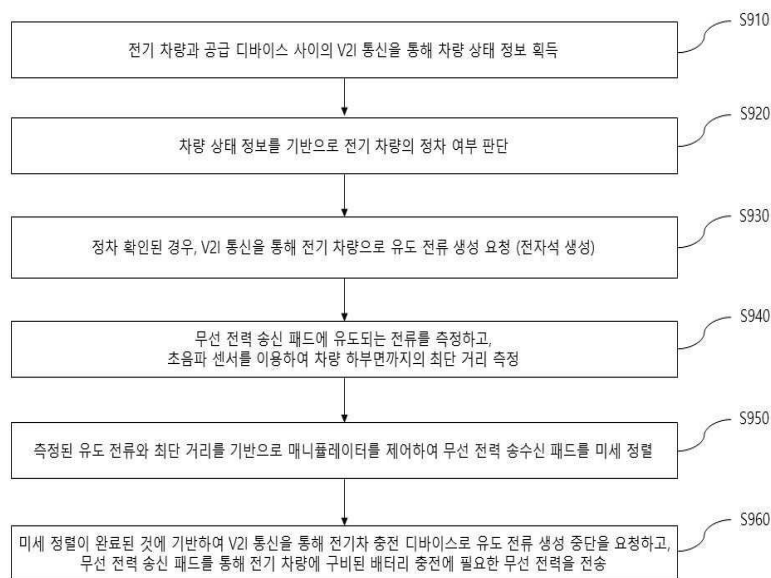 S910
전기 차량과 공급 디바이스 사이의 V2I 통신을 통해 차량 상태 정보 획득
S920
차량 상태 정보를 기반으로 전기 차량의 정차 여부 판단
S930
정차 확인된 경우, V2I 통신을 통해 전기 차량으로 유도 전류 생성 요청 (전자석 생성)
S940
무선 전력 송신 패드에 유도되는 전류를 측정하고,
초음파 센서를 이용하여 차량 하부면까지의 최단 거리 측정
S950
측정된 유도 전류와 최단 거리를 기반으로 매니퓰레이터를 제어하여 무선 전력 송수신 패드를 미세 정렬
S960
미세 정렬이 완료된 것에 기반하여 V2I 통신을 통해 전기차 충전 디바이스로 유도 전류 생성 중단을 요청하고,
무선 전력 송신 패드를 통해 전기 차량에 구비된 배터리 충전에 필요한 무선 전력을 전송